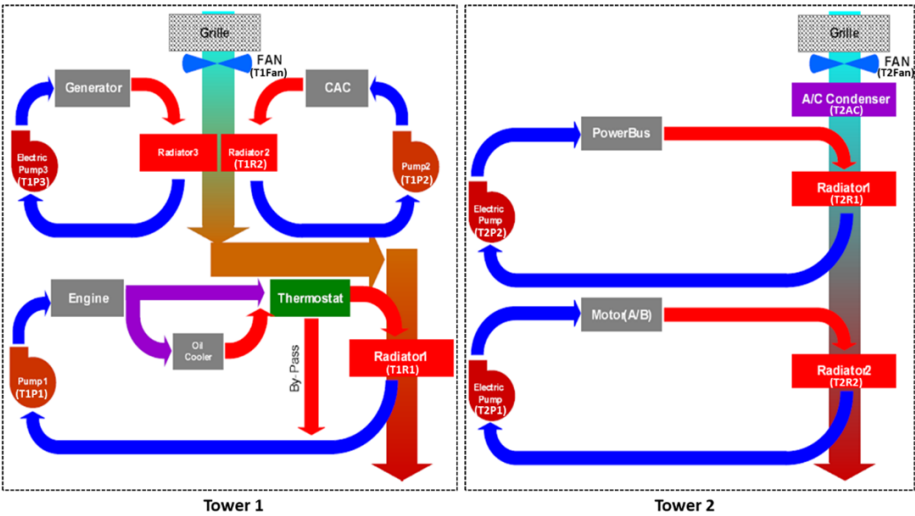 Grille
FAN
(T1Fan)
Generator
CAC
Radiator3
Radiator2
(T1R2)
Electric
Pump3
(T1P3)
Pump2
(T1P2)
Engine
Thermostat
Oil
Cooler
By-Pass
Radiator1
(T1R1)
Pump1
(T1P1)
Tower 1
Grille
FAN
(T2Fan)
A/C Condenser
(T2AC)
PowerBus
Radiator1
(T2R1)
Electric
Pump
(T2P2)
Motor(A/B)
Radiator2
(T2R2)
Electric
Pump
(T2P1)
Tower 2